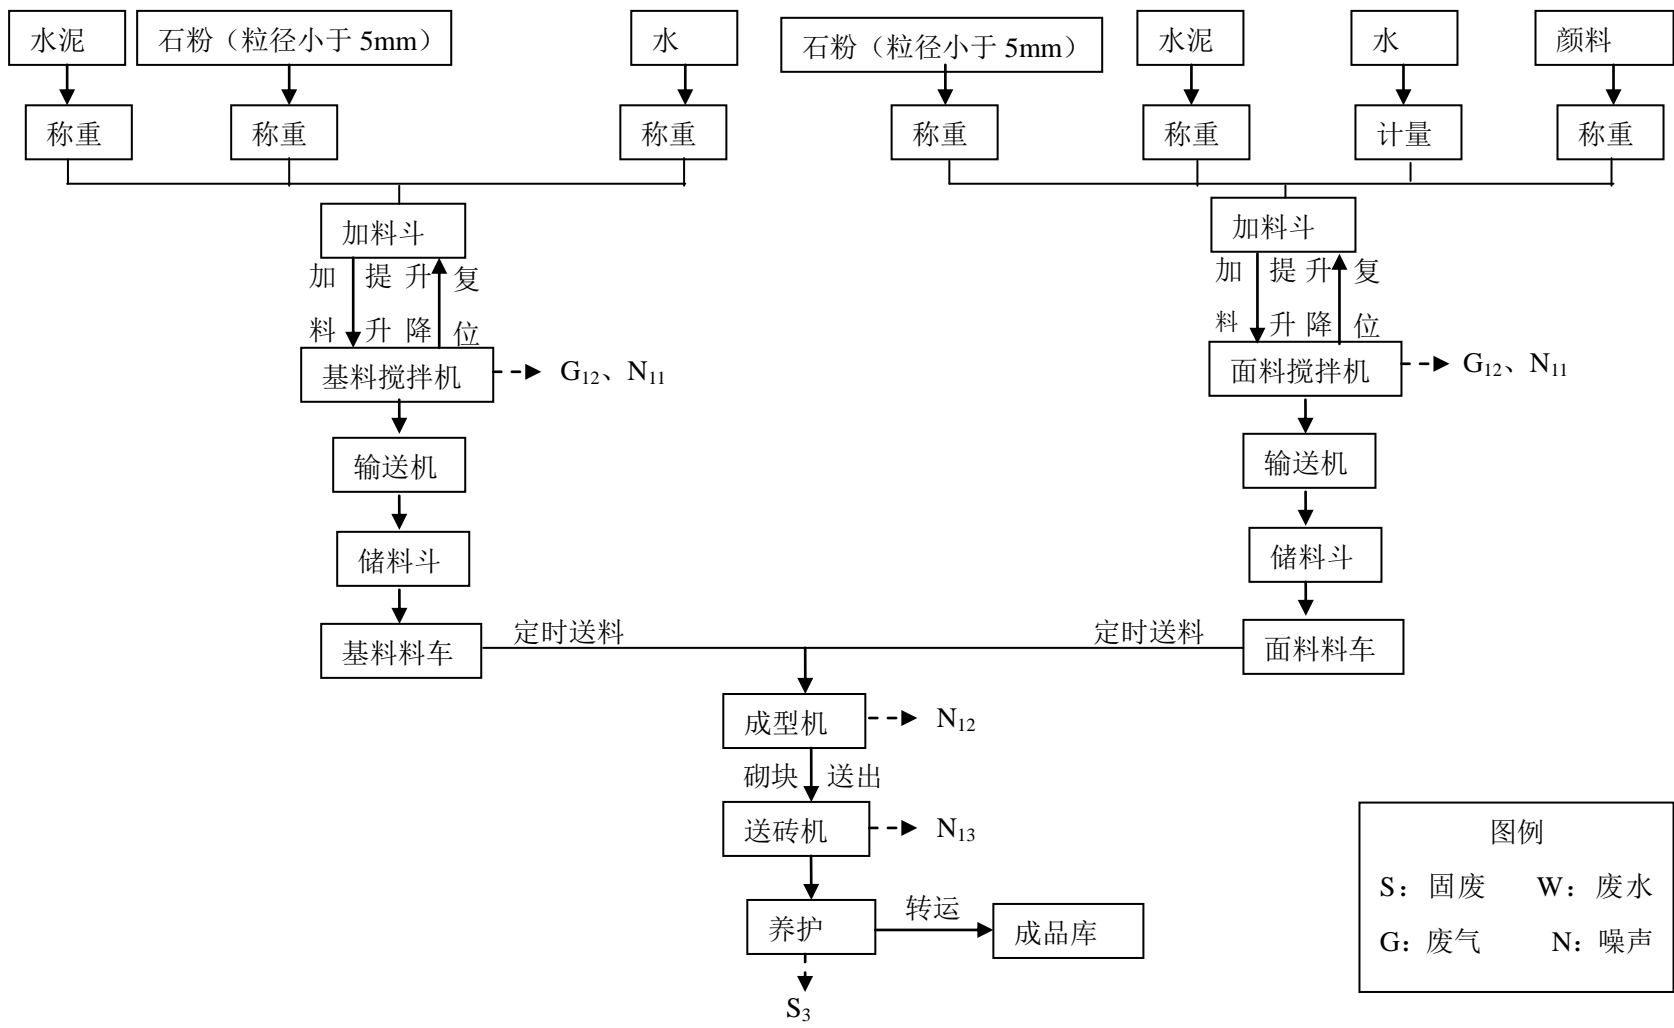 水泥
石粉（粒径小于 5mm）
水
石粉（粒径小于 5mm）
水泥
水
颜料
称重
称重
称重
称重
称重
计量
称重
加料斗
加料斗
加 提 升 复
料 升 降 位
加 提 升 复
料 升 降 位
基料搅拌机
G12、N11
面料搅拌机
G12、N11
输送机
输送机
储料斗
储料斗
基料料车
定时送料
定时送料
面料料车
成型机
N12
砌块 送出
送砖机
N13
养护
转运
成品库
S3
图例
S：固废 W：废水
G：废气 N：噪声